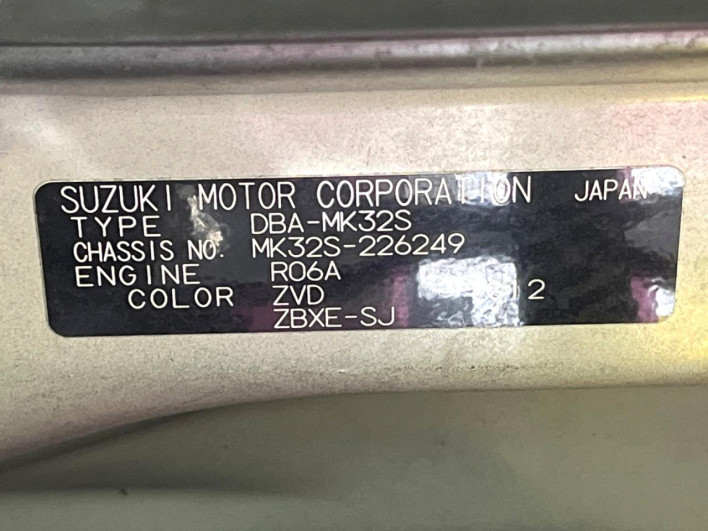 SUZUKI MOTOR CORPORATION JAPAN
TYPE DBA-MK32S
CHASSIS NO. MK32S-226249
ENGINE R06A
COLOR ZVD
ZBXE-SJ